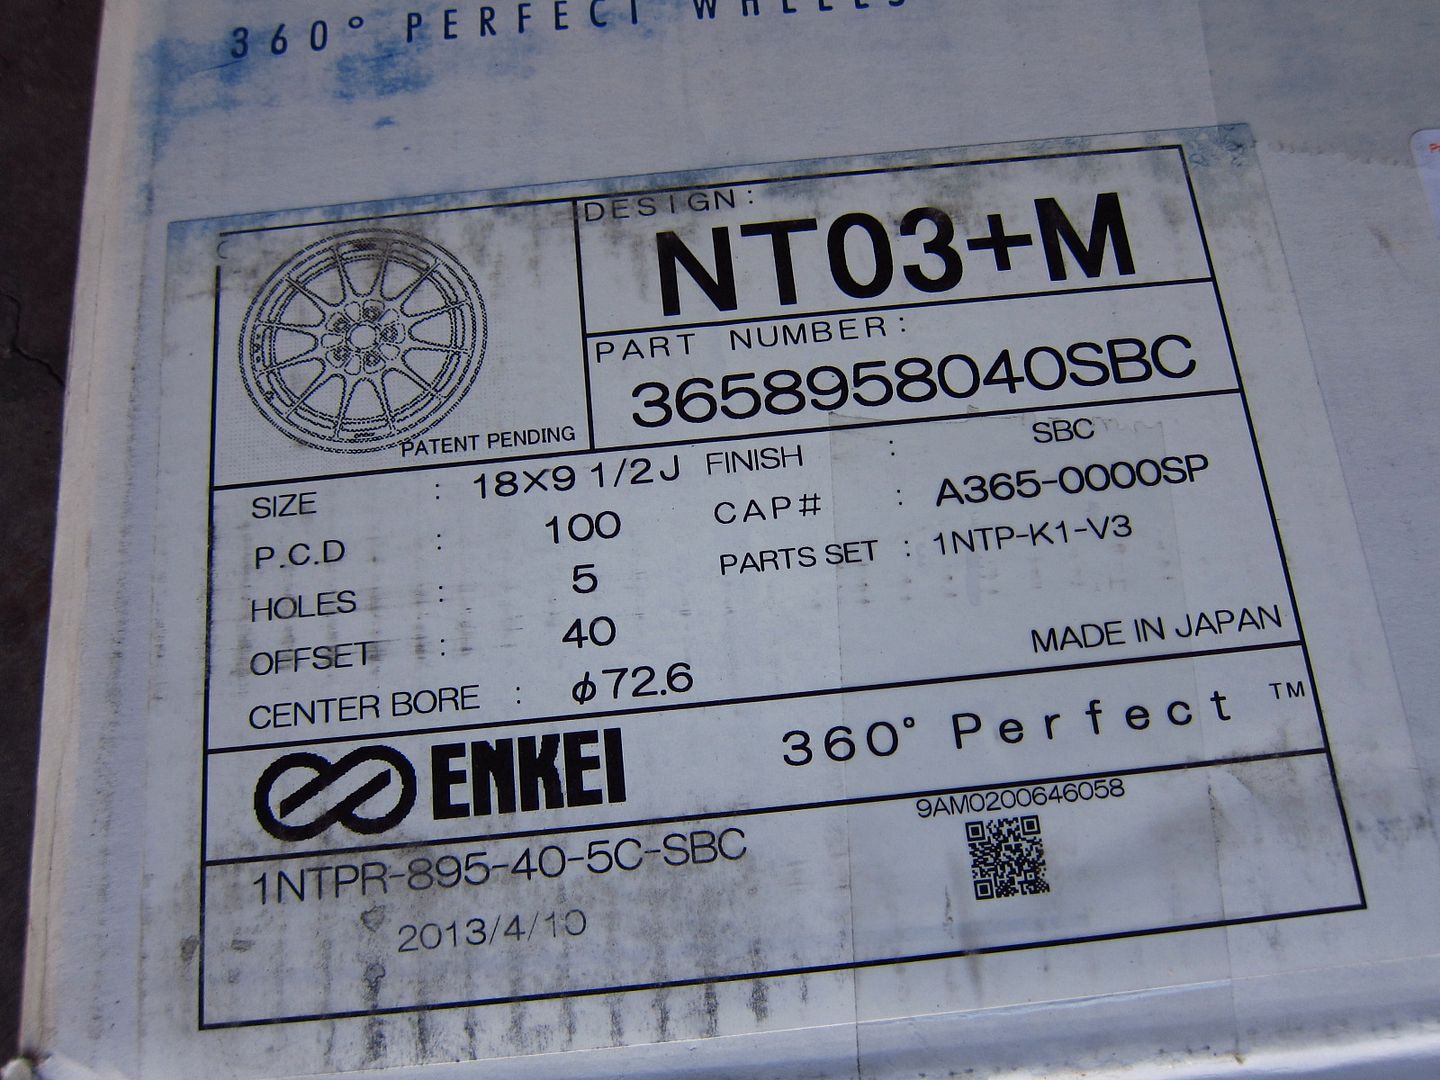 360° PERFECT WHEELS
DESIGN:
NT03+M
PART NUMBER:
3658958040SBC
PATENT PENDING
SIZE : 18X9 1/2J FINISH : SBC
P.C.D : 100 CAP# : A365-0000SP
HOLES : 5 PARTS SET : 1NTP-K1-V3
OFFSET : 40
CENTER BORE : φ72.6
MADE IN JAPAN
ENKEI 360° Perfect ™
1NTPR-895-40-5C-SBC
9AM0200646058
2013/4/10